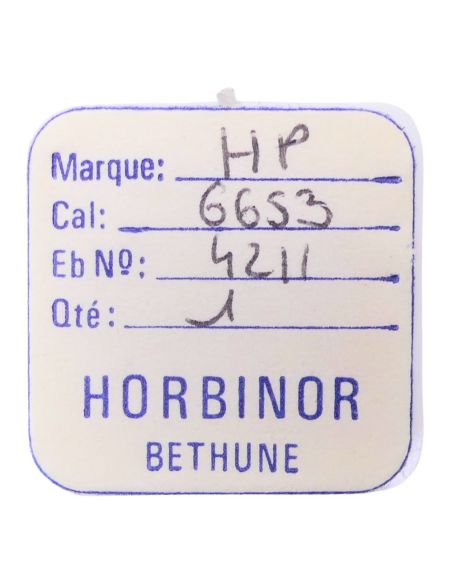 Marque: HP
Cal: 6653
Eb Nº: 4211
Qté: 1
HORBINOR
BETHUNE